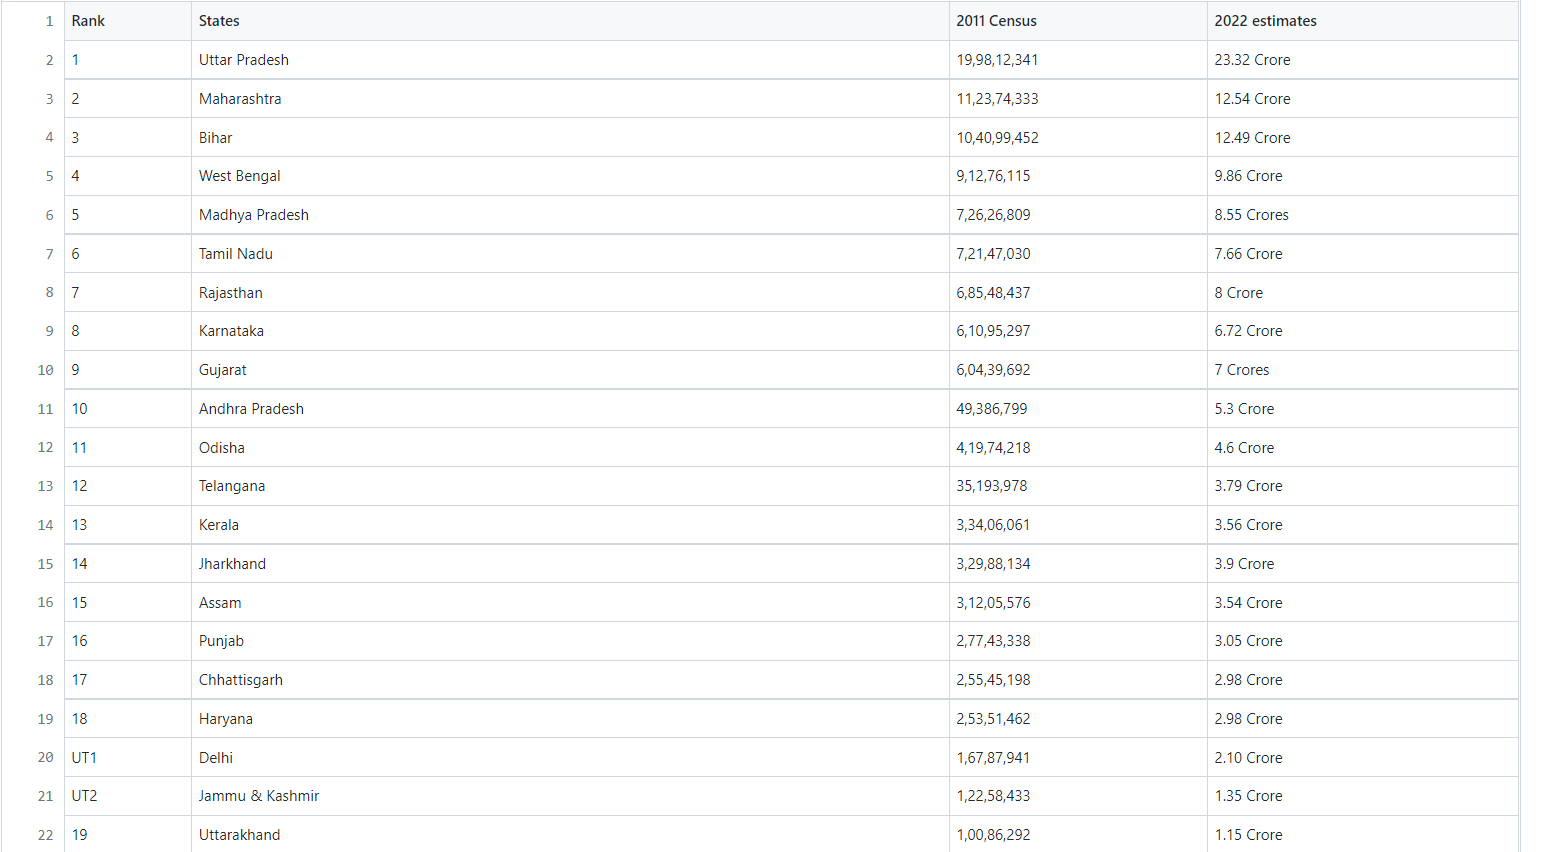 1 Rank States 2011 Census 2022 estimates
2 1 Uttar Pradesh 19,98,12,341 23.32 Crore
3 2 Maharashtra 11,23,74,333 12.54 Crore
4 3 Bihar 10,40,99,452 12.49 Crore
5 4 West Bengal 9,12,76,115 9.86 Crore
6 5 Madhya Pradesh 7,26,26,809 8.55 Crores
7 6 Tamil Nadu 7,21,47,030 7.66 Crore
8 7 Rajasthan 6,85,48,437 8 Crore
9 8 Karnataka 6,10,95,297 6.72 Crore
10 9 Gujarat 6,04,39,692 7 Crores
11 10 Andhra Pradesh 49,386,799 5.3 Crore
12 11 Odisha 4,19,74,218 4.6 Crore
13 12 Telangana 35,193,978 3.79 Crore
14 13 Kerala 3,34,06,061 3.56 Crore
15 14 Jharkhand 3,29,88,134 3.9 Crore
16 15 Assam 3,12,05,576 3.54 Crore
17 16 Punjab 2,77,43,338 3.05 Crore
18 17 Chhattisgarh 2,55,45,198 2.98 Crore
19 18 Haryana 2,53,51,462 2.98 Crore
20 UT1 Delhi 1,67,87,941 2.10 Crore
21 UT2 Jammu & Kashmir 1,22,58,433 1.35 Crore
22 19 Uttarakhand 1,00,86,292 1.15 Crore